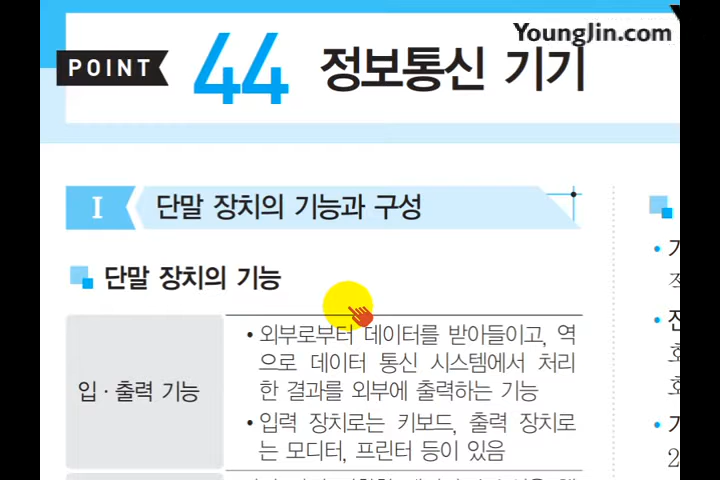 YoungJin.com
POINT 44 정보통신 기기
I 단말 장치의 기능과 구성
단말 장치의 기능
입·출력 기능
• 외부로부터 데이터를 받아들이고, 역
으로 데이터 통신 시스템에서 처리
한 결과를 외부에 출력하는 기능
• 입력 장치로는 키보드, 출력 장치로
는 모니터, 프린터 등이 있음